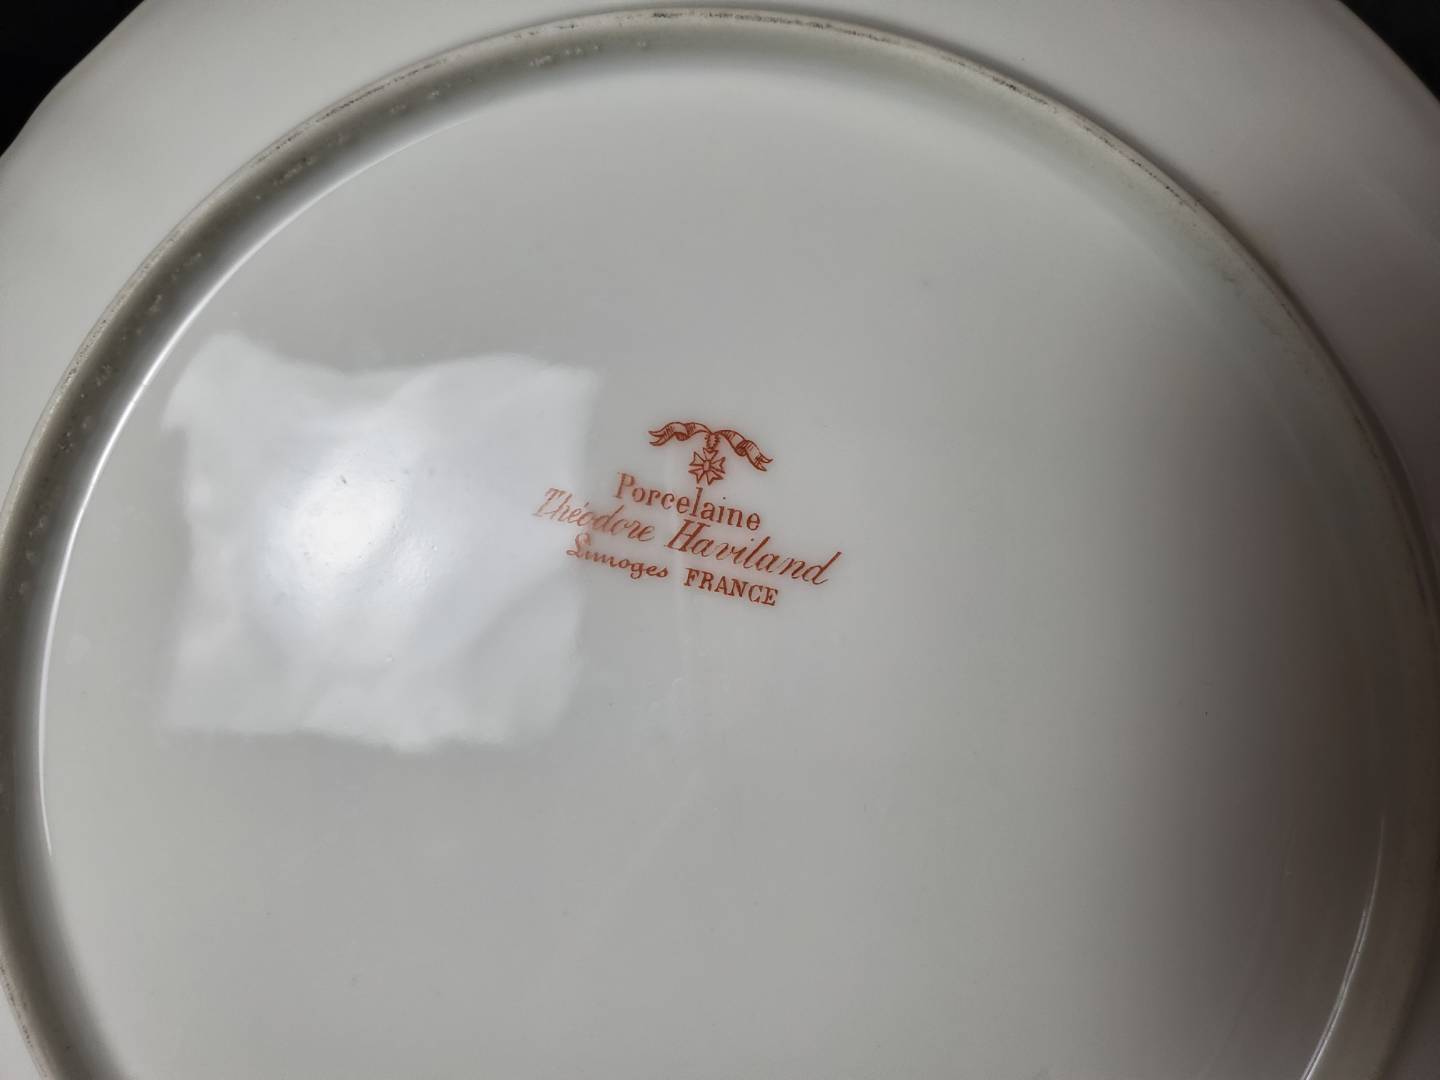 Porcelaine
Théodore Haviland
Limoges FRANCE